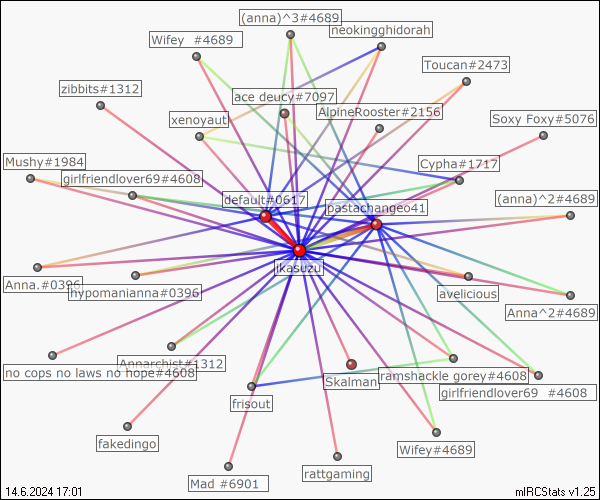 (anna)^3#4689
neokingghidorah
Wifey #4689
Toucan#2473
zibbits#1312
ace deucy#7097
AlpineRooster#2156
Soxy Foxy#5076
xenoyaut
Mushy#1984
Cypha#1717
girlfriendlover69#4608
default#0617
pastachange041
(anna)^2#4689
ikasuzu
Anna.#0396
hypomanianna#0396
avelicious
Anna^2#4689
Annarchist#1312
no cops no laws no hope#4608
Skalman
ramshackle gorey#4608
girlfriendlover69 #4608
frisout
fakedingo
Wifey#4689
Mad #6901
rattgaming
14.6.2024 17:01
mIRCStats v1.25